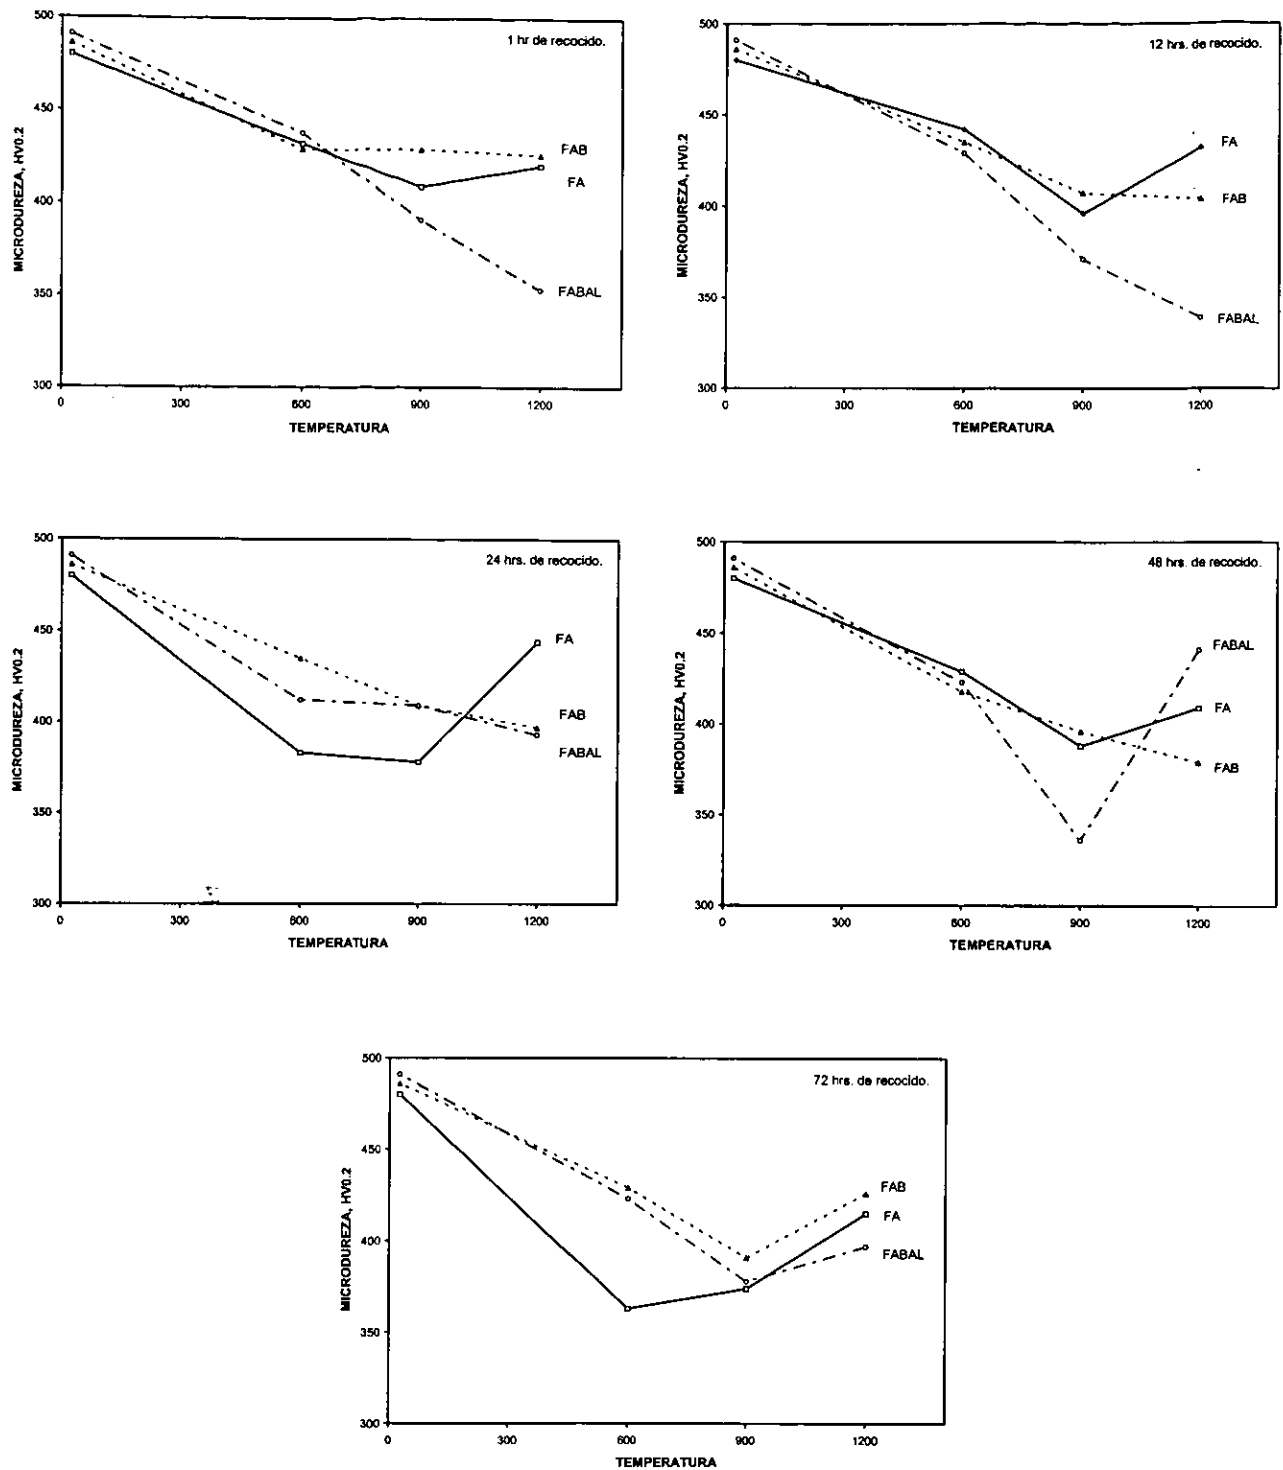 500
450
400
350
300
MICRODUREZA, HV0.2
1 hr de recocido.
FAB
FA
FABAL
0 300 600 900 1200
TEMPERATURA
500
450
400
350
300
MICRODUREZA, HV0.2
12 hrs. de recocido.
FA
FAB
FABAL
0 300 600 900 1200
TEMPERATURA
500
450
400
350
300
MICRODUREZA, HV0.2
24 hrs. de recocido.
FA
FAB
FABAL
0 300 600 900 1200
TEMPERATURA
500
450
400
350
300
MICRODUREZA, HV0.2
48 hrs. de recocido.
FABAL
FA
FAB
0 300 600 900 1200
TEMPERATURA
500
450
400
350
300
MICRODUREZA, HV0.2
72 hrs. de recocido.
FAB
FA
FABAL
0 300 600 900 1200
TEMPERATURA